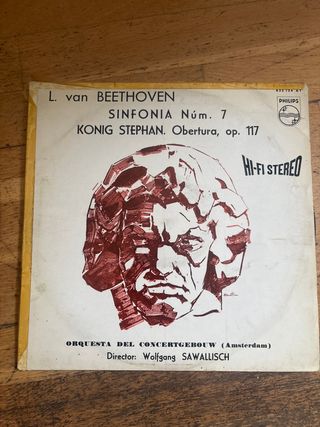 PHILIPS
L. van BEETHOVEN
SINFONIA Núm. 7
KONIG STEPHAN. Obertura, op. 117
HI-FI STEREO
ORQUESTA DEL CONCERTGEBOUW (Amsterdam)
Director: Wolfgang SAWALLISCH